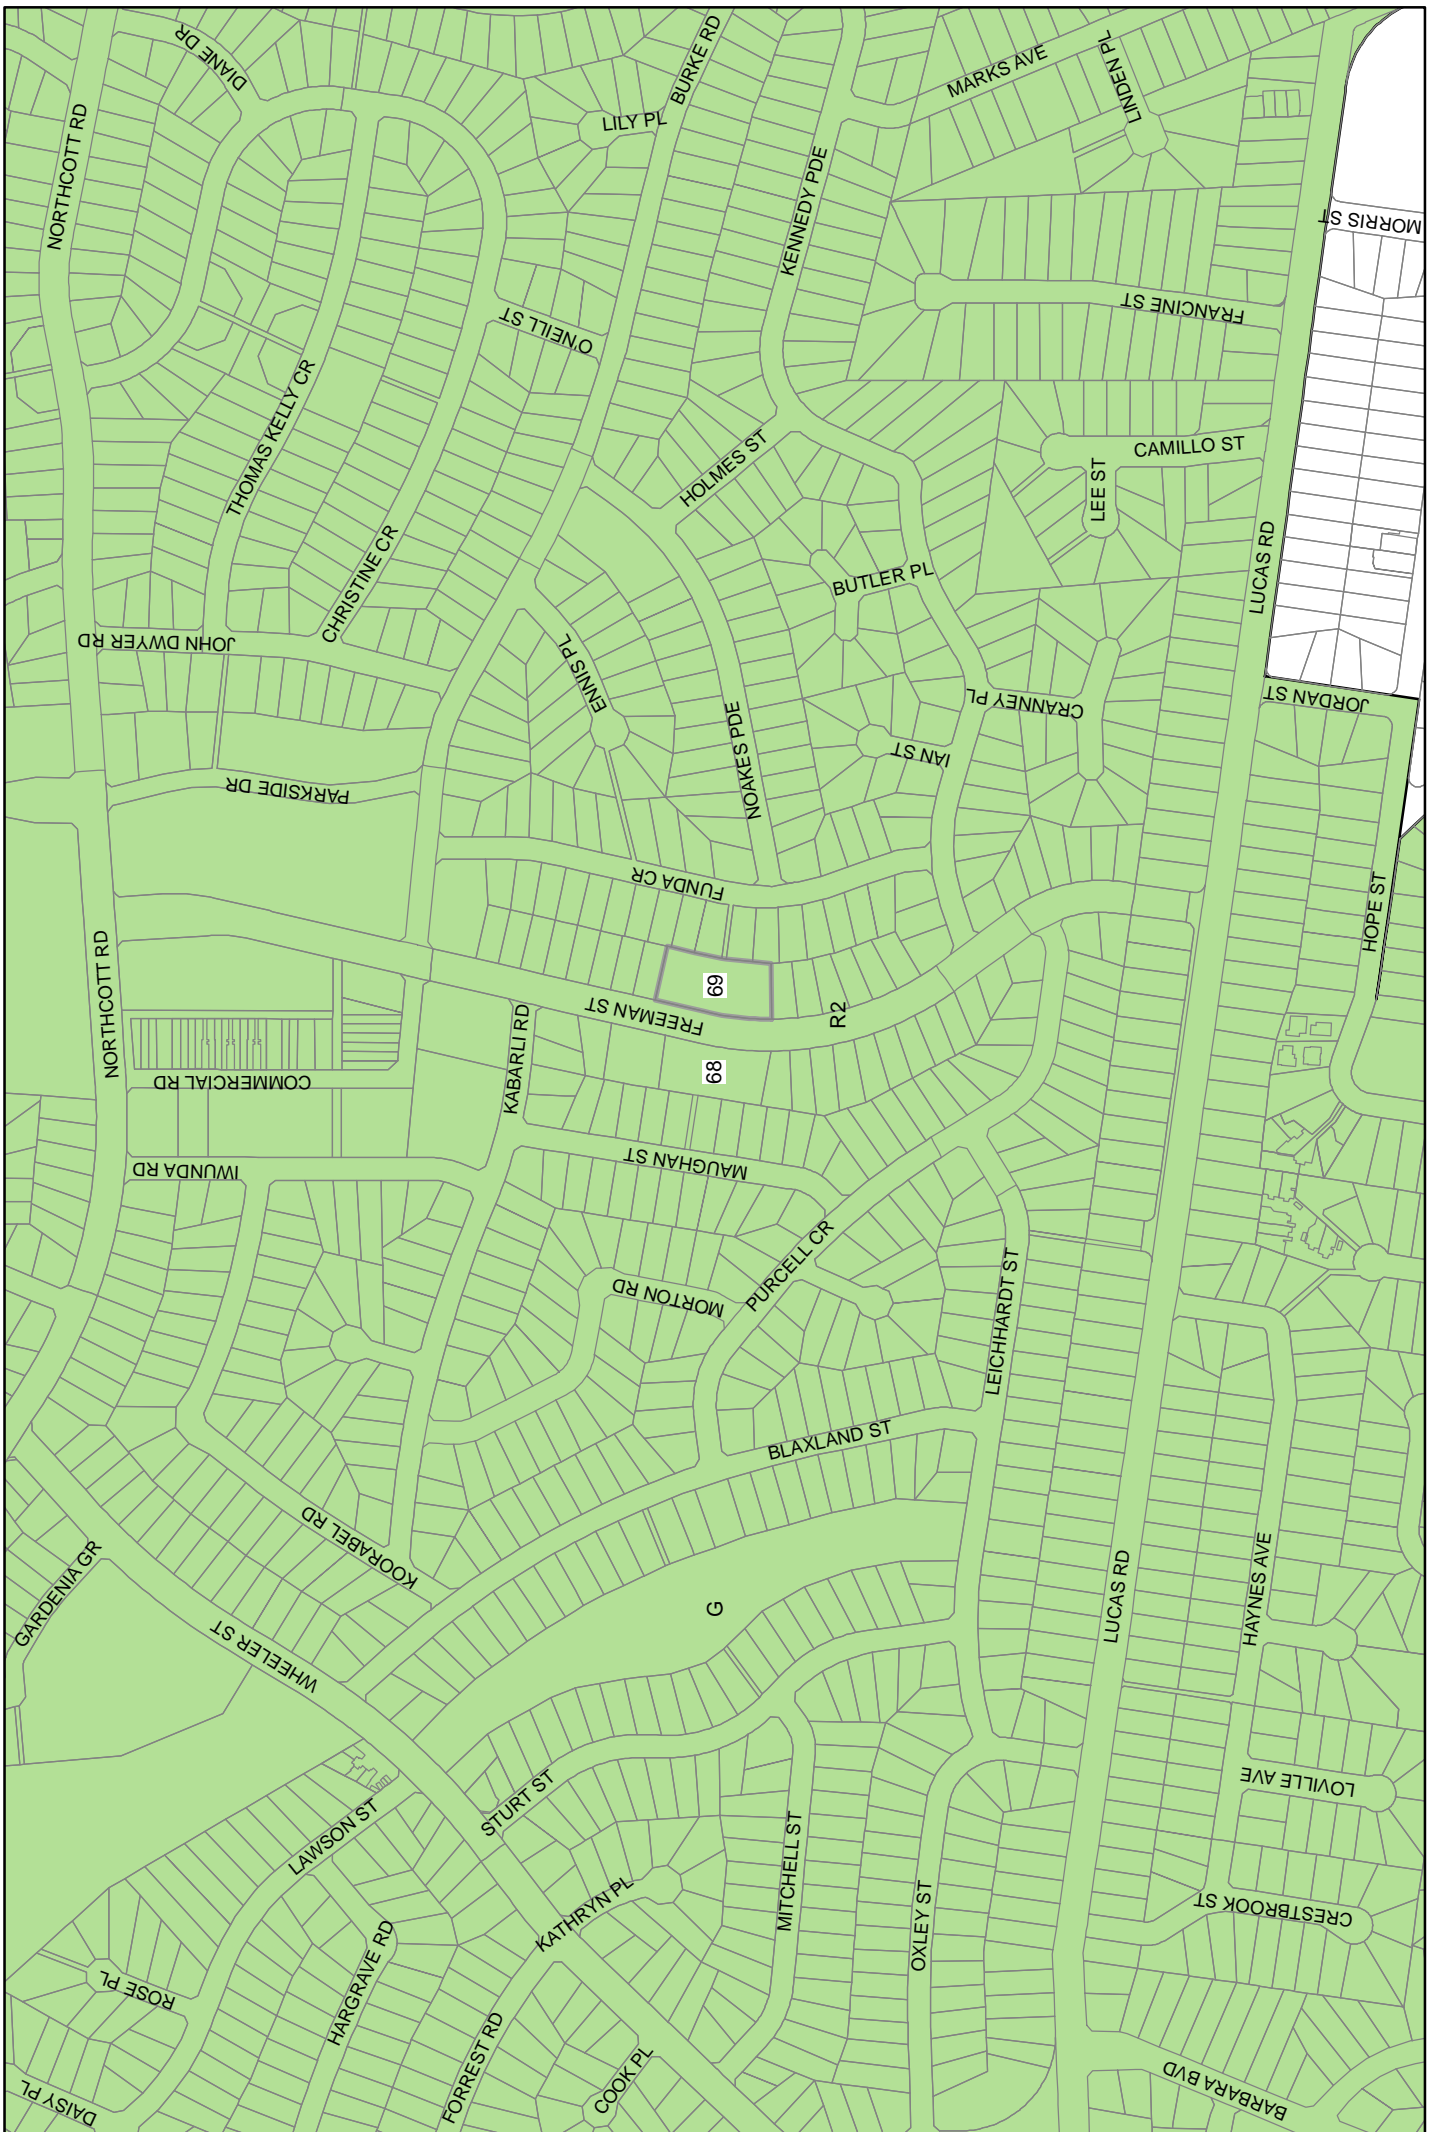 DIANE DR
BURKE RD
MARKS AVE
LINDEN PL
LILY PL
NORTHCOTT RD
KENNEDY PDE
MORRIS ST
FRANCINE ST
O'NEILL ST
THOMAS KELLY CR
HOLMES ST
CAMILLO ST
LEE ST
CHRISTINE CR
LUCAS RD
BUTLER PL
JOHN DWYER RD
ENNIS PL
CRANNEY PL
JORDAN ST
NOAKES PDE
IAN ST
PARKSIDE DR
FUNDA CR
HOPE ST
NORTHCOTT RD
69
FREEMAN ST
R2
KABARLI RD
68
COMMERCIAL RD
IWUNDA RD
MAUGHAN ST
PURCELL CR
MORTON RD
LEICHHARDT ST
BLAXLAND ST
KOORABEL RD
GARDENIA GR
G
LUCAS RD
HAYNES AVE
WHEELER ST
LOVILLE AVE
STURT ST
LAWSON ST
MITCHELL ST
KATHRYN PL
OXLEY ST
CRESTBROOK ST
HARGRAVE RD
ROSE PL
FORREST RD
COOK PL
BARBARA BVD
DAISY PL